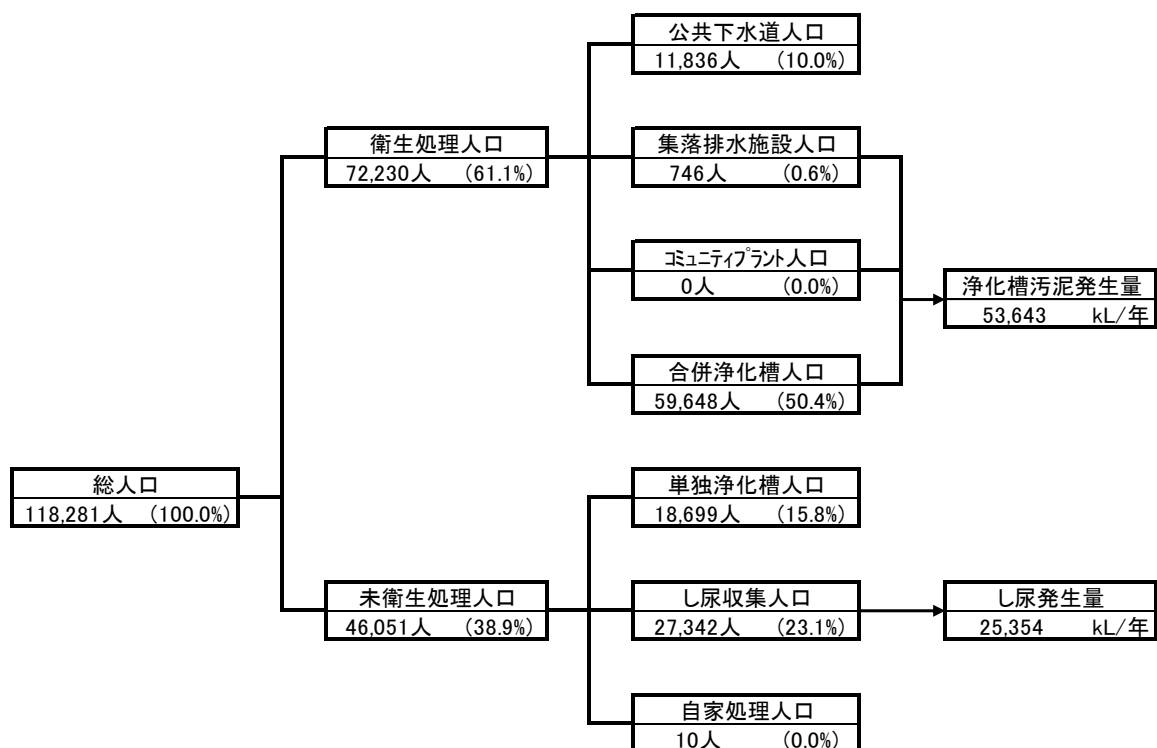 公共下水道人口
11,836人 (10.0%)
衛生処理人口
72,230人 (61.1%)
集落排水施設人口
746人 (0.6%)
ｺﾐｭﾆﾃｨﾌﾟﾗﾝﾄ人口
0人 (0.0%)
浄化槽汚泥発生量
53,643 kL/年
合併浄化槽人口
59,648人 (50.4%)
総人口
118,281人 (100.0%)
単独浄化槽人口
18,699人 (15.8%)
未衛生処理人口
46,051人 (38.9%)
し尿収集人口
27,342人 (23.1%)
し尿発生量
25,354 kL/年
自家処理人口
10人 (0.0%)